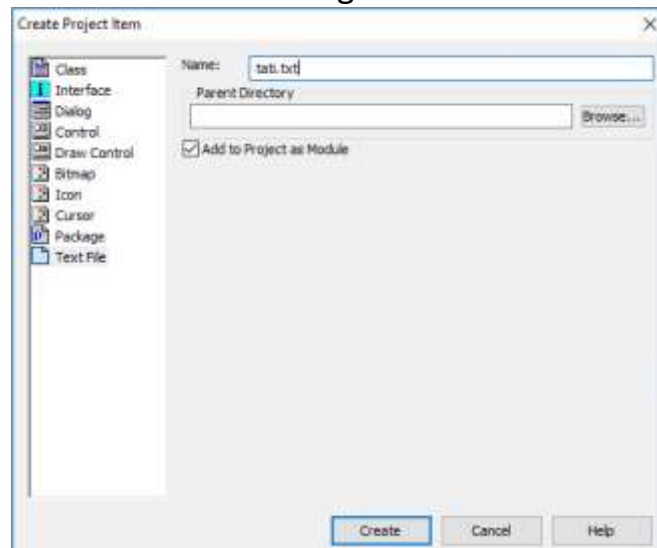 Create Project Item
Class
Interface
Dialog
Control
Draw Control
Bitmap
Icon
Cursor
Package
Text File
Name:
tati.txt
Parent Directory
Browse...
Add to Project as Module
Create
Cancel
Help